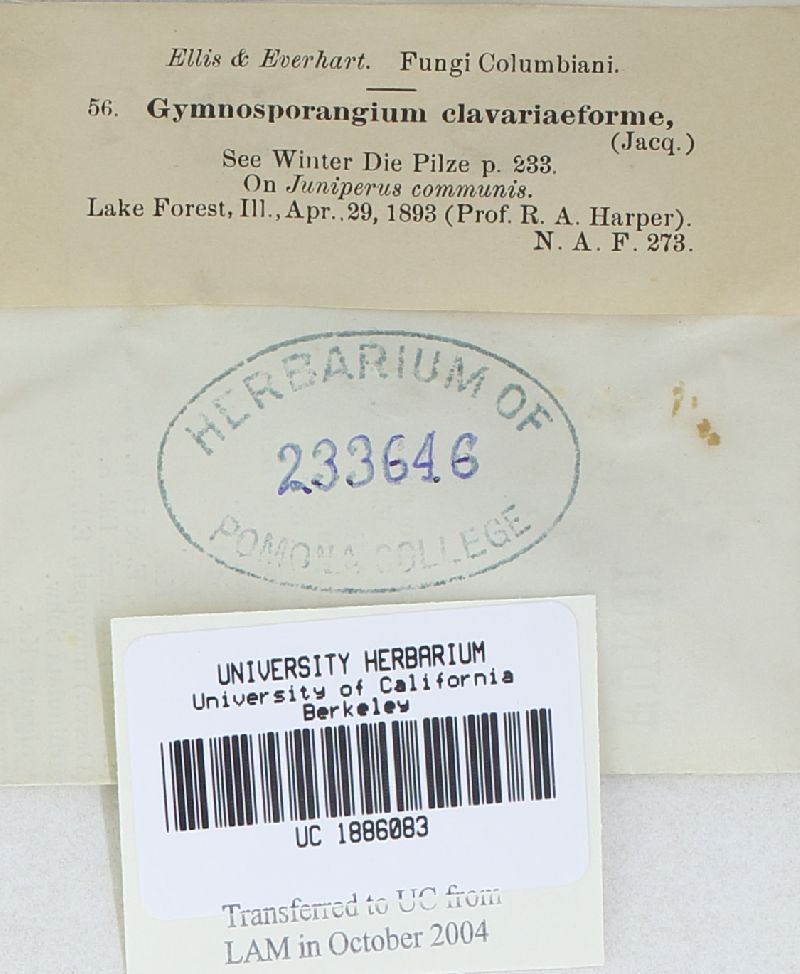 Ellis & Everhart. Fungi Columbiani.
56. Gymnosporangium clavariaeforme,
(Jacq.)
See Winter Die Pilze p. 233.
On Juniperus communis.
Lake Forest, Ill., Apr. 29, 1893 (Prof. R. A. Harper).
N. A. F. 273.
HERBARIUM OF
233646
POMONA COLLEGE
UNIVERSITY HERBARIUM
University of California
Berkeley
UC 1886083
Transferred to UC from
LAM in October 2004